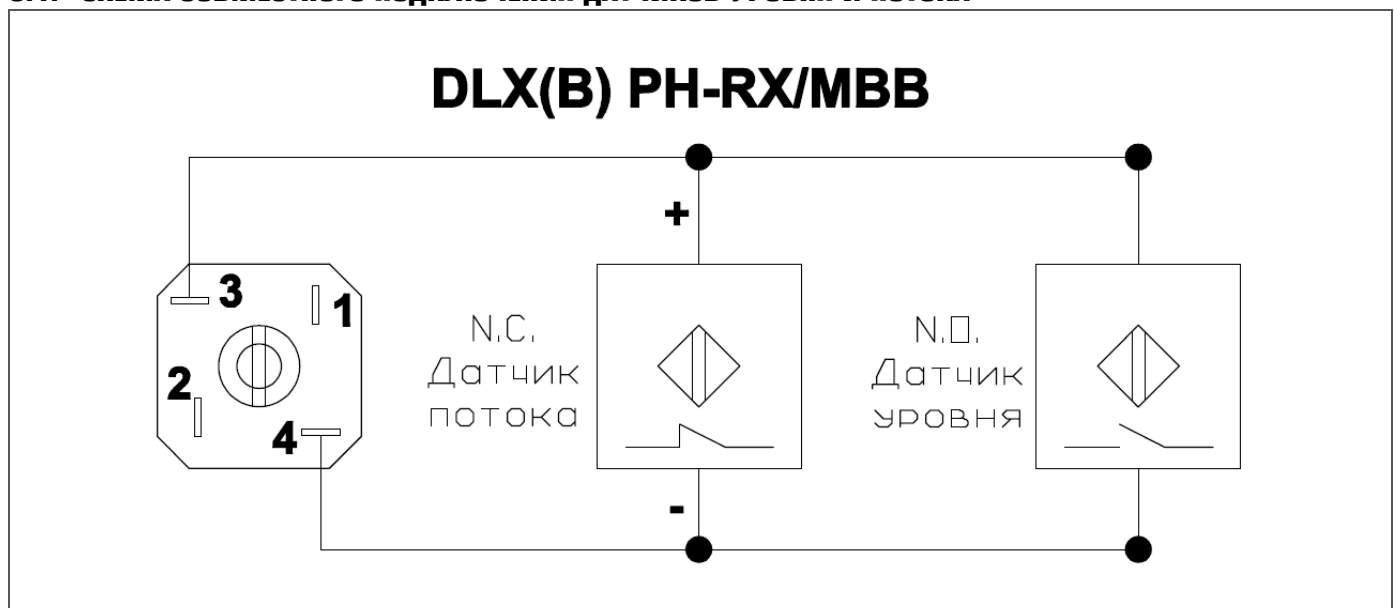 DLX(B) PH-RX/MBB
+
3
1
2
4
N.C.
Датчик
потока
N.O.
Датчик
уровня
-